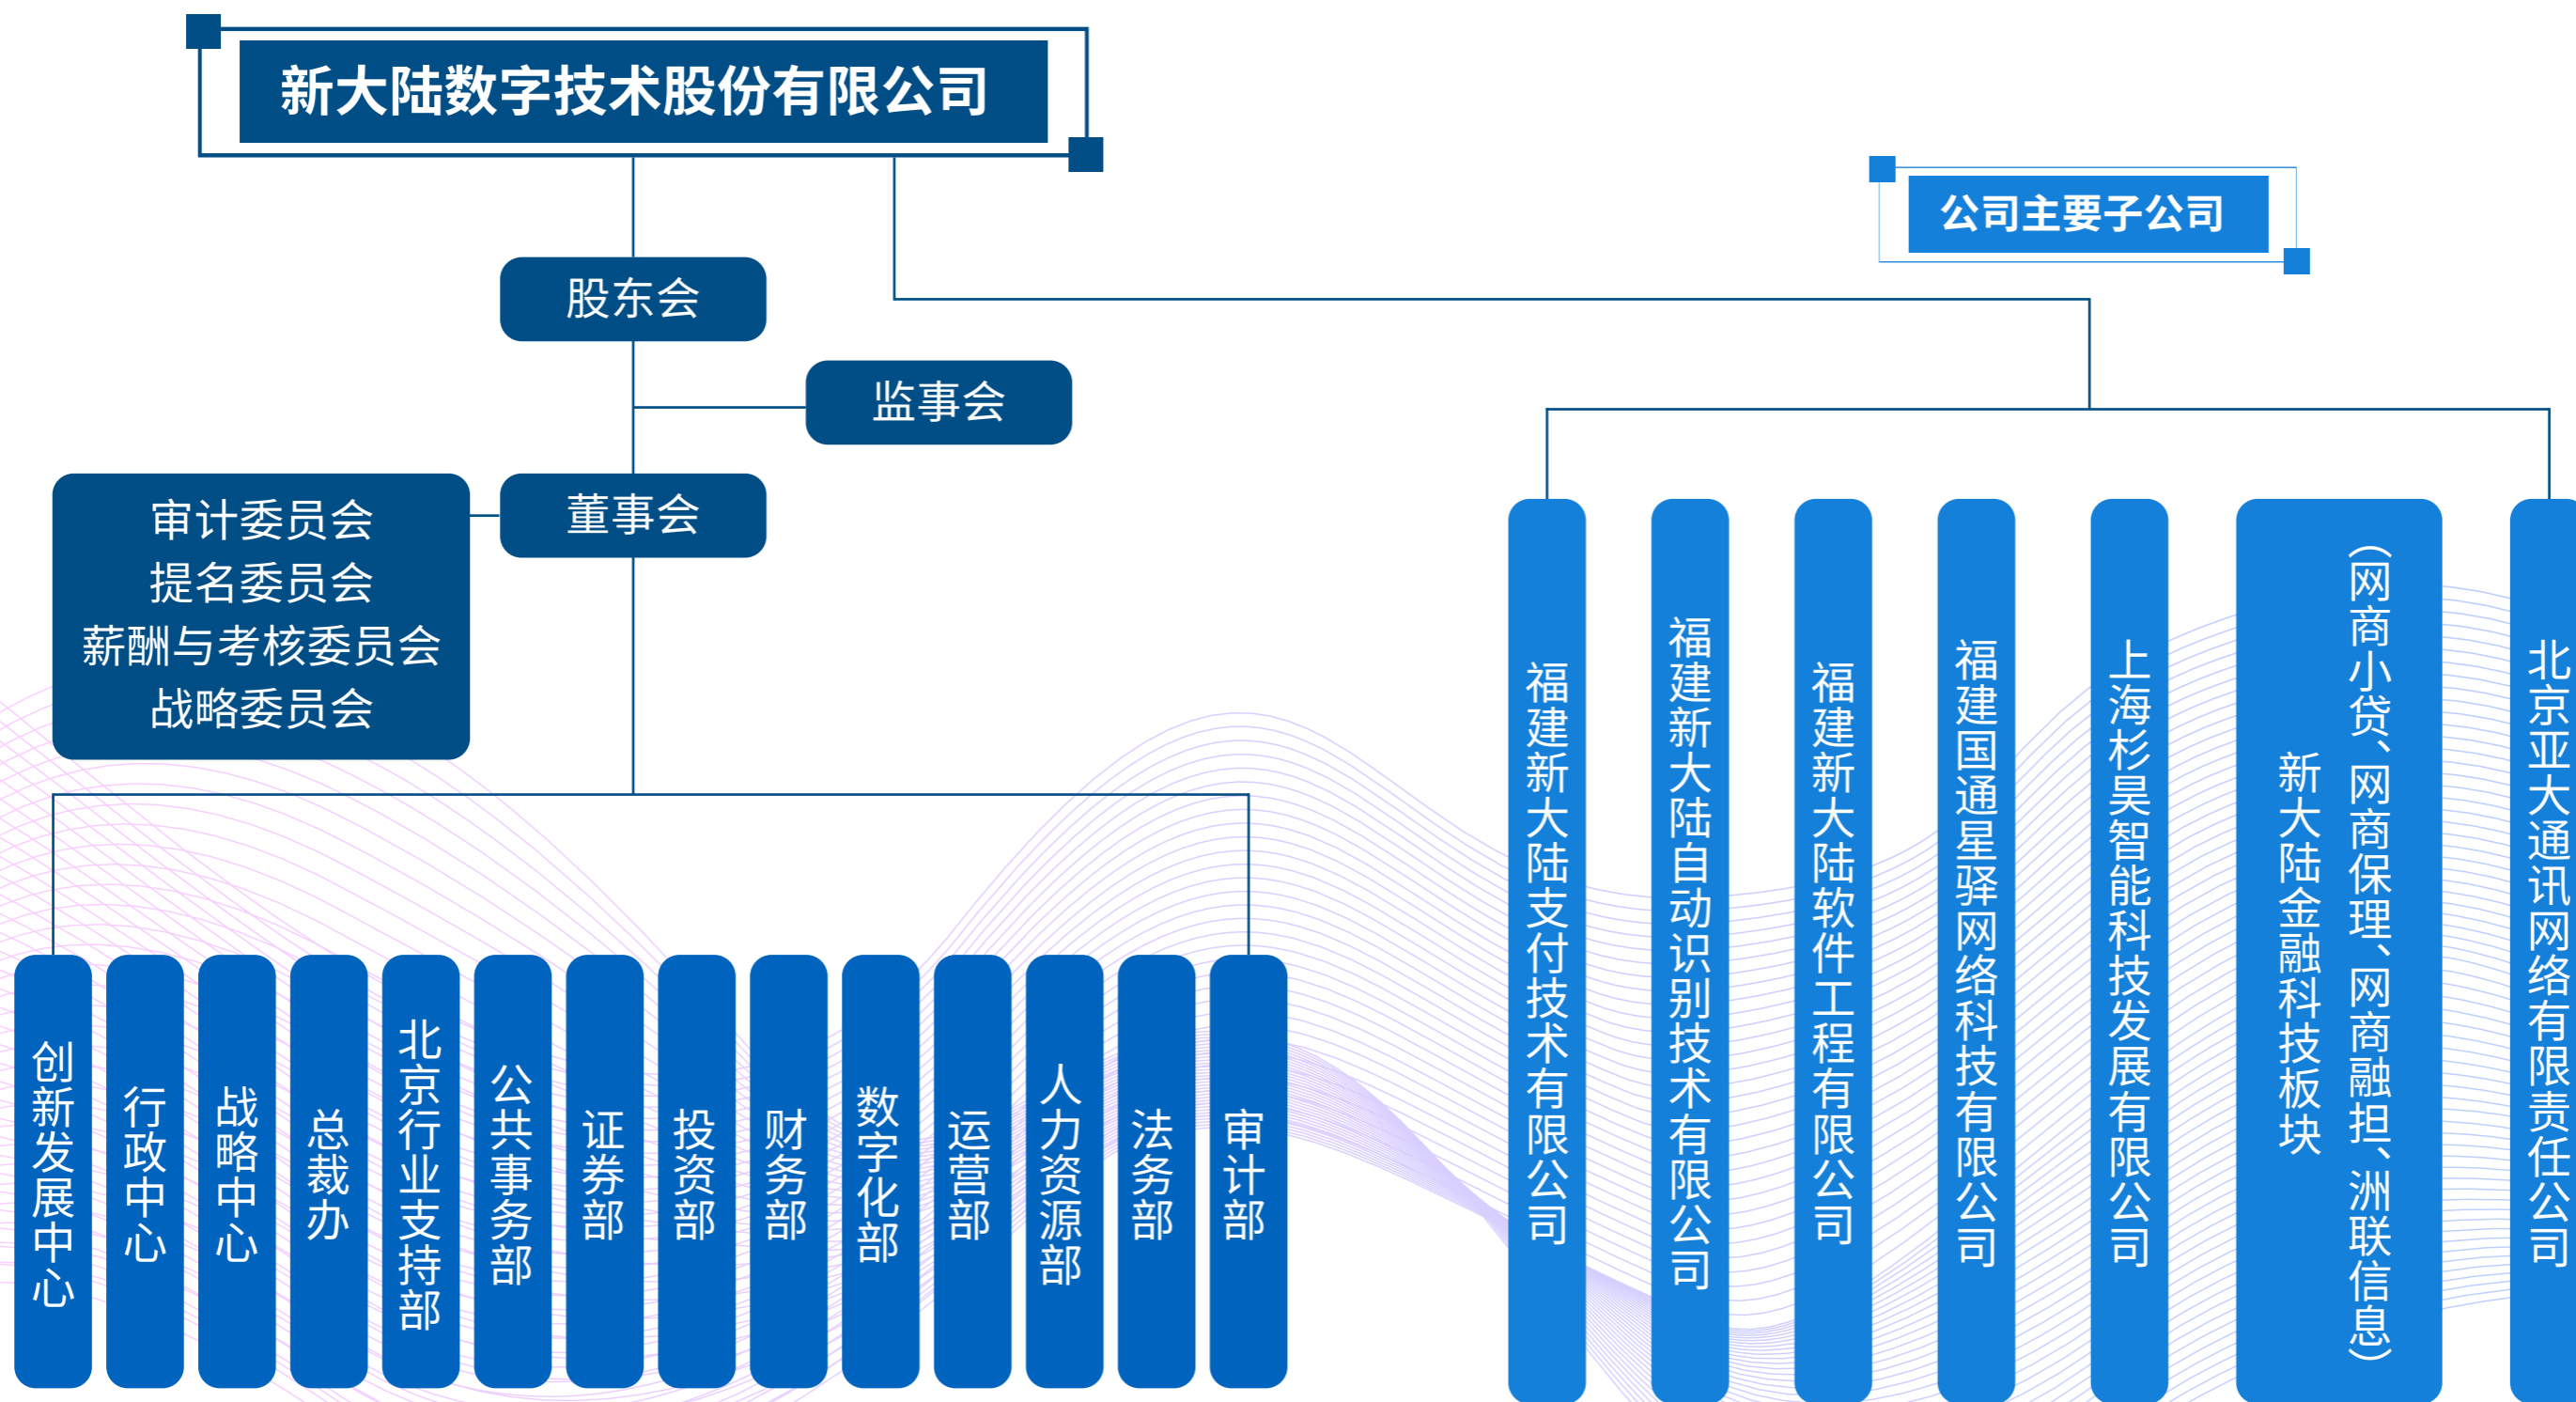 新大陆数字技术股份有限公司
公司主要子公司
股东会
监事会
董事会
审计委员会
提名委员会
薪酬与考核委员会
战略委员会
创新发展中心
行政中心
战略中心
总裁办
北京行业支持部
公共事务部
证券部
投资部
财务部
数字化部
运营部
人力资源部
法务部
审计部
福建新大陆支付技术有限公司
福建新大陆自动识别技术有限公司
福建新大陆软件工程有限公司
福建国通星驿网络科技有限公司
上海杉昊智能科技发展有限公司
新大陆金融科技板块
（网商小贷、网商保理、网商融担、洲联信息）
北京亚大通讯网络有限责任公司